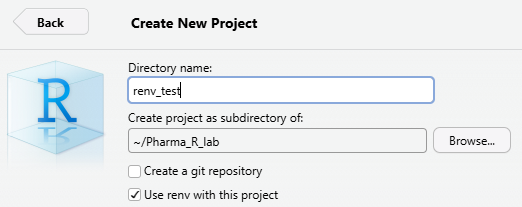 Back
Create New Project
R
Directory name:
renv_test
Create project as subdirectory of:
~/Pharma_R_lab
Browse...
Create a git repository
Use renv with this project